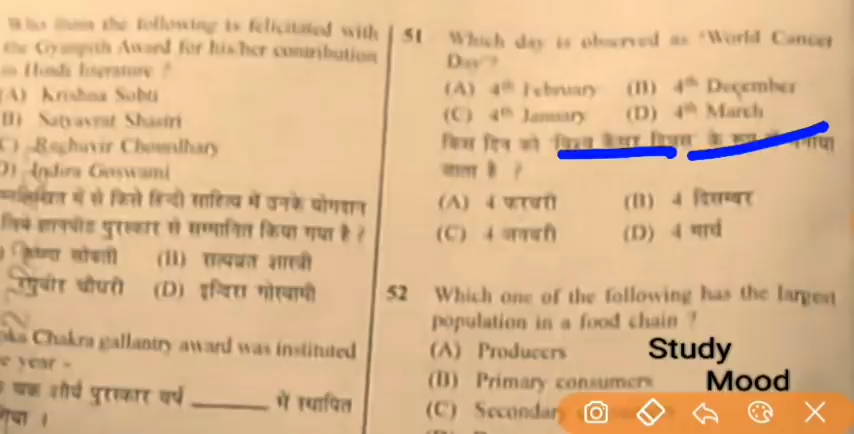 Who from the following is felicitated with
the Gyanpith Award for his/her contribution
in Hindi literature ?
(A) Krishna Sobti
(B) Satyavrat Shastri
(C) Raghuvir Choudhary
(D) Indira Goswami
में से किसे हिन्दी साहित्य में उनके योगदान
लिये ज्ञानपीठ पुरस्कार से सम्मानित किया गया है ?
कृष्णा सोबती (B) सत्यव्रत शास्त्री
रघुवीर चौधरी (D) इन्दिरा गोस्वामी
Chakra gallantry award was instituted
year -
चक्र शौर्य पुरस्कार वर्ष ______ में स्थापित
गया ।
51 Which day is observed as 'World Cancer
Day' ?
(A) 4th February (B) 4th December
(C) 4th January (D) 4th March
किस दिन को 'विश्व कैंसर दिवस' के रूप
जाता है ?
(A) 4 फरवरी (B) 4 दिसम्बर
(C) 4 जनवरी (D) 4 मार्च
52 Which one of the following has the largest
population in a food chain ?
(A) Producers
(B) Primary consumers
(C) Secondary
Study
Mood